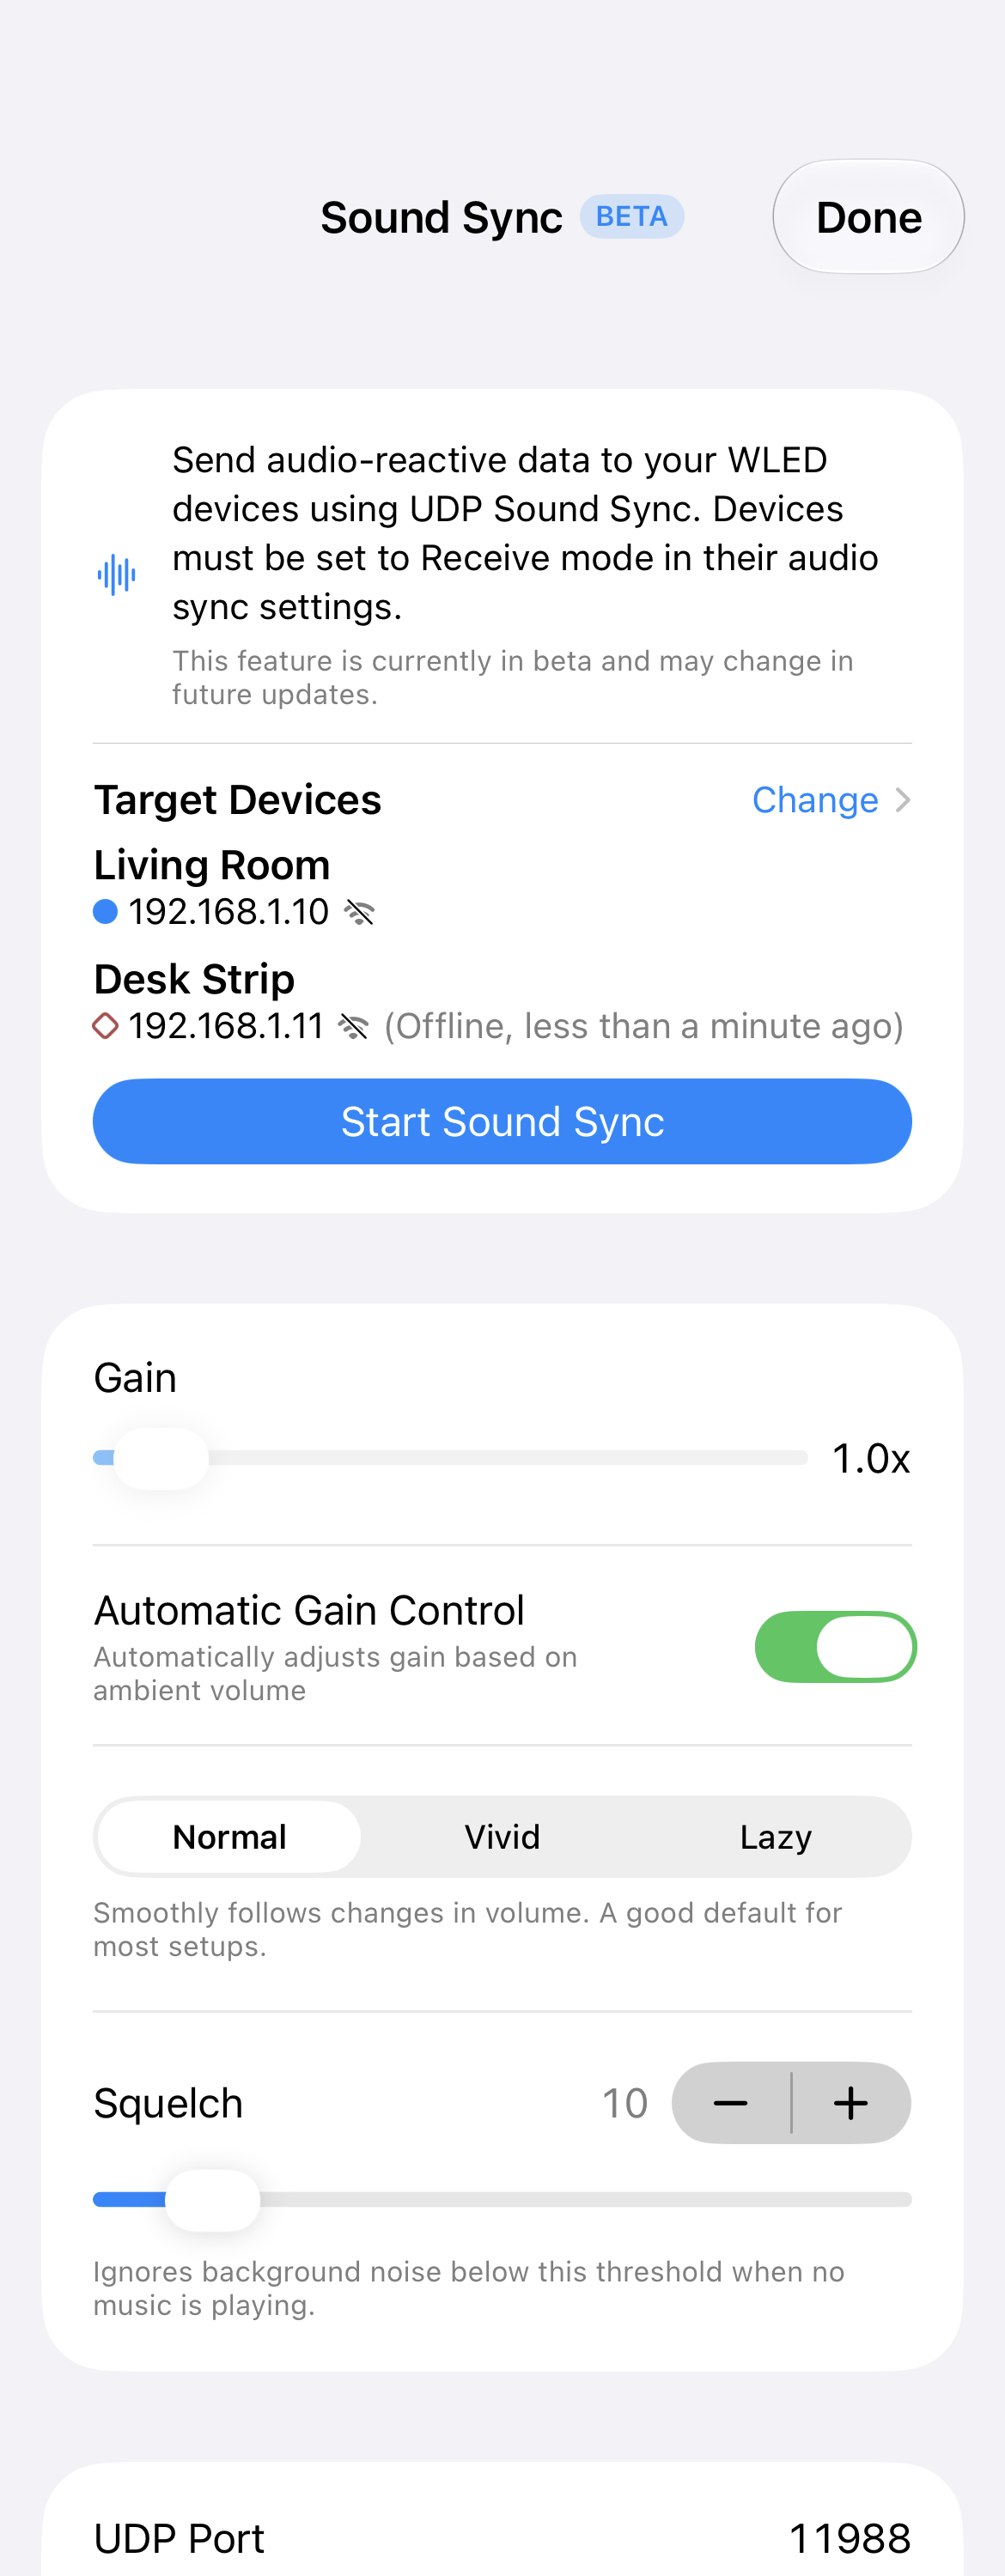 Sound Sync BETA
Done
Send audio-reactive data to your WLED
devices using UDP Sound Sync. Devices
must be set to Receive mode in their audio
sync settings.
This feature is currently in beta and may change in
future updates.
Target Devices
Change
Living Room
192.168.1.10
Desk Strip
192.168.1.11 (Offline, less than a minute ago)
Start Sound Sync
Gain
1.0x
Automatic Gain Control
Automatically adjusts gain based on
ambient volume
Normal
Vivid
Lazy
Smoothly follows changes in volume. A good default for
most setups.
Squelch
10
Ignores background noise below this threshold when no
music is playing.
UDP Port
11988